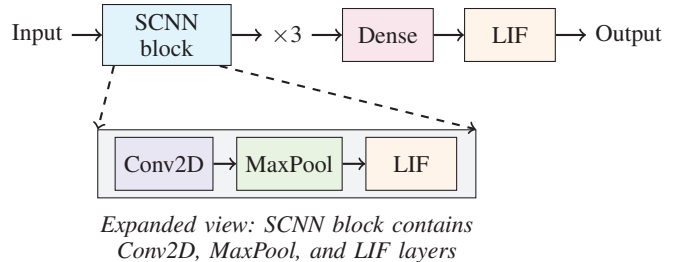 Input
SCNN
block
×3
Dense
LIF
Output
Conv2D
MaxPool
LIF
Expanded view: SCNN block contains
Conv2D, MaxPool, and LIF layers